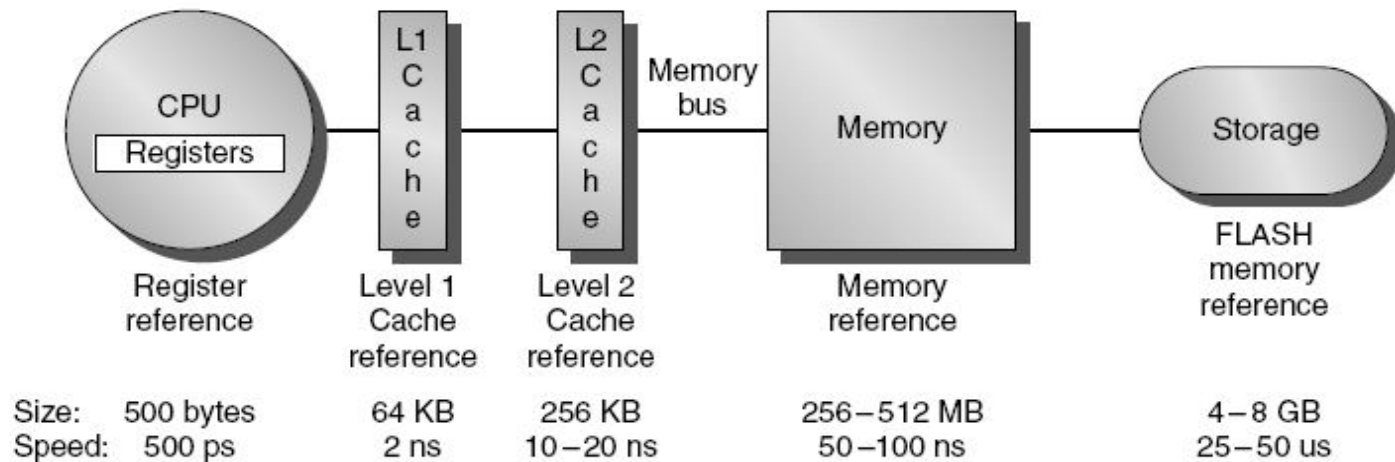 CPU
Registers
L1
C
a
c
h
e
L2
C
a
c
h
e
Memory
bus
Memory
Storage
Register
reference
Level 1
Cache
reference
Level 2
Cache
reference
Memory
reference
FLASH
memory
reference
Size: 500 bytes 64 KB 256 KB 256–512 MB 4–8 GB
Speed: 500 ps 2 ns 10–20 ns 50–100 ns 25–50 us